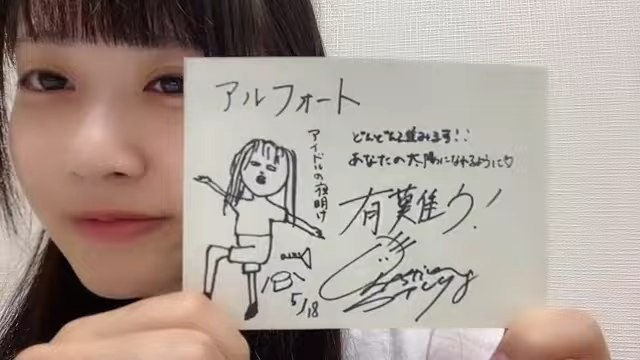 アルフォート
アイドルの夜明け
どんどん進みます!!
あなたの太陽になれるように♡
有難う!
5/18